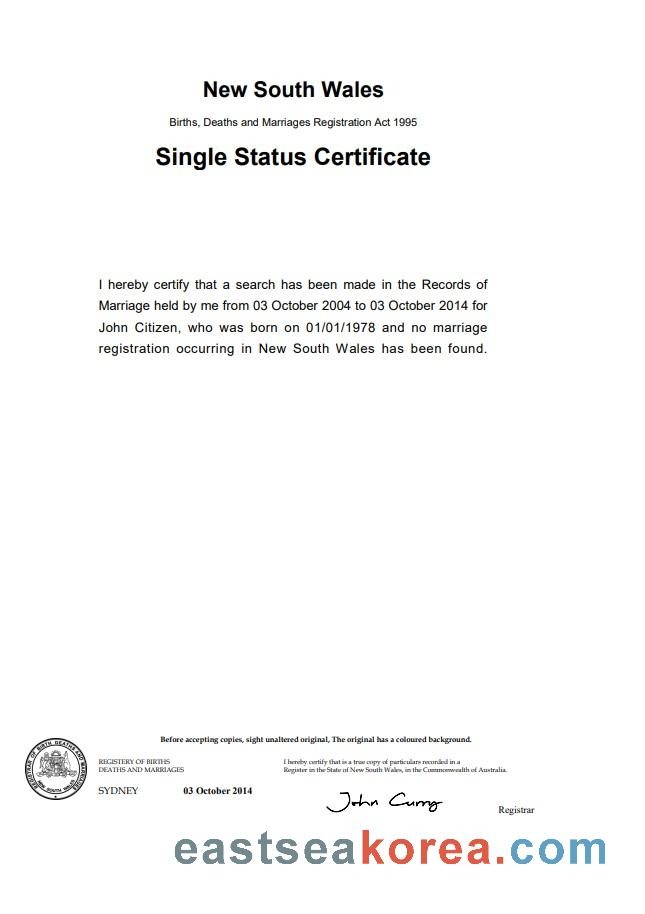 New South Wales
Births, Deaths and Marriages Registration Act 1995
Single Status Certificate
I hereby certify that a search has been made in the Records of
Marriage held by me from 03 October 2004 to 03 October 2014 for
John Citizen, who was born on 01/01/1978 and no marriage
registration occurring in New South Wales has been found.
Before accepting copies, sight unaltered original, The original has a coloured background.
REGISTRAR OF BIRTH DEATHS AND MARRIAGES
NEW SOUTH WALES
REGISTERY OF BIRTHS
DEATHS AND MARRIAGES
I hereby certify that is a true copy of particulars recorded in a
Register in the State of New South Wales, in the Commonwealth of Australia.
SYDNEY 03 October 2014
John Curry
Registrar
eastseakorea.com